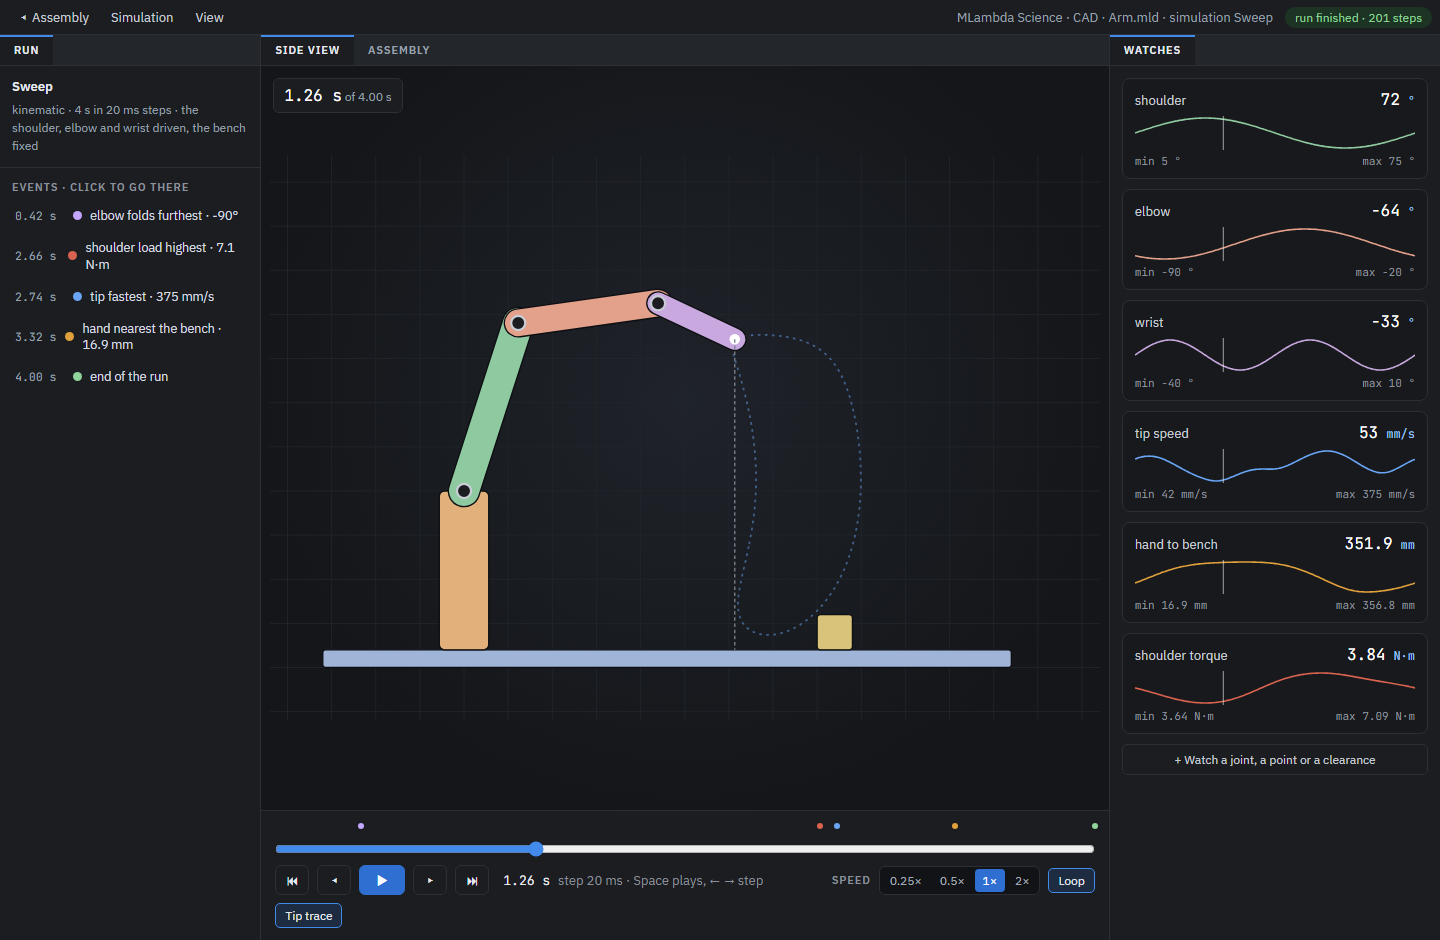 Assembly Simulation View
MLambda Science · CAD · Arm.mld · simulation Sweep run finished · 201 steps
RUN
Sweep
kinematic · 4 s in 20 ms steps · the
shoulder, elbow and wrist driven, the bench
fixed
EVENTS · CLICK TO GO THERE
0.42 s elbow folds furthest · -90°
2.66 s shoulder load highest · 7.1
N·m
2.74 s tip fastest · 375 mm/s
3.32 s hand nearest the bench ·
16.9 mm
4.00 s end of the run
SIDE VIEW ASSEMBLY
1.26 s of 4.00 s
1.26 s step 20 ms · Space plays, ← → step
SPEED 0.25× 0.5× 1× 2× Loop
Tip trace
WATCHES
shoulder 72 °
min 5 ° max 75 °
elbow -64 °
min -90 ° max -20 °
wrist -33 °
min -40 ° max 10 °
tip speed 53 mm/s
min 42 mm/s max 375 mm/s
hand to bench 351.9 mm
min 16.9 mm max 356.8 mm
shoulder torque 3.84 N·m
min 3.64 N·m max 7.09 N·m
+ Watch a joint, a point or a clearance